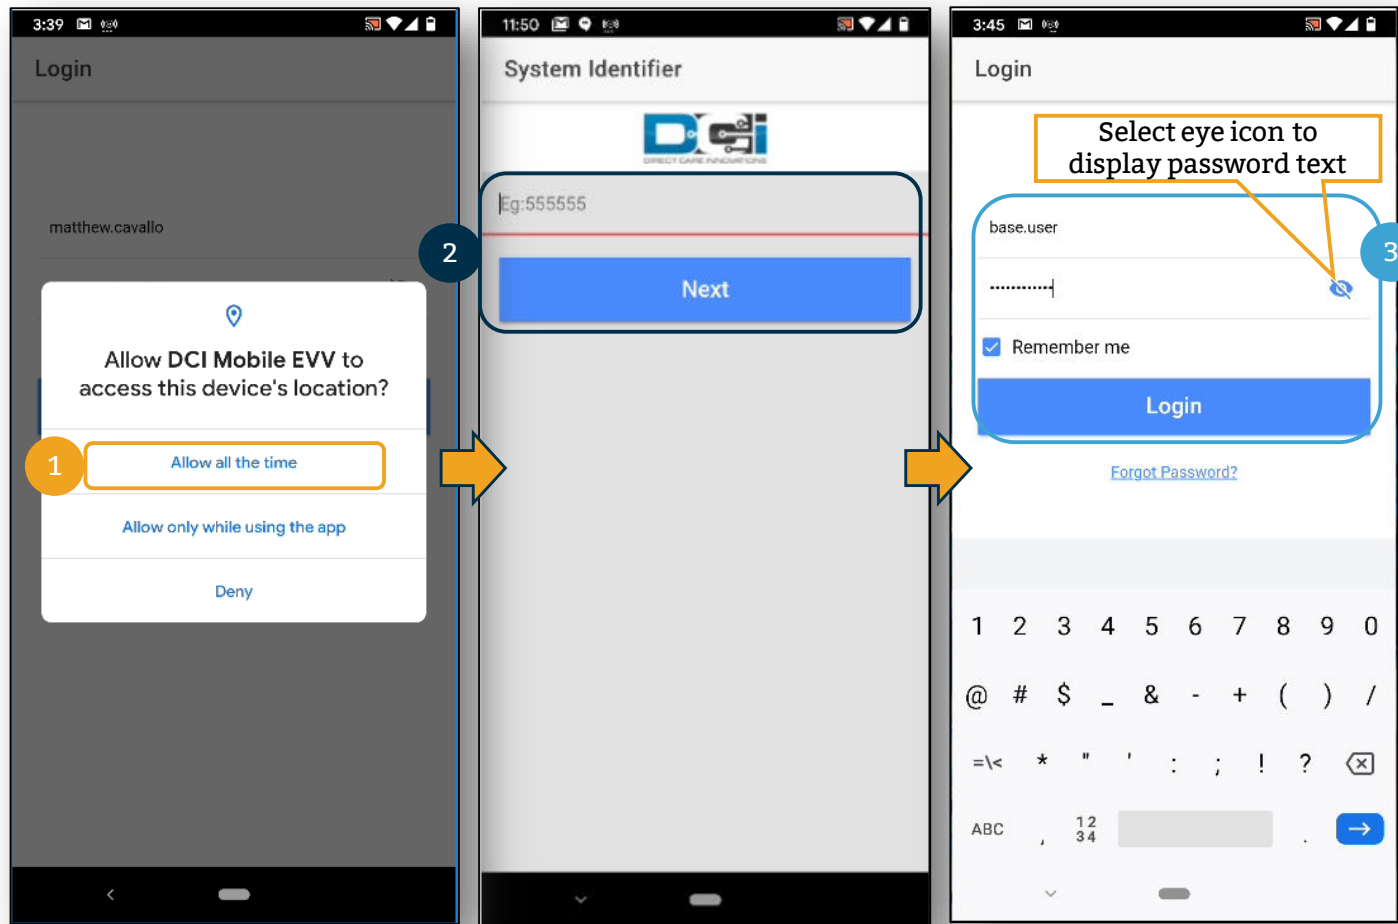 3:39
Login
matthew.cavallo
Allow DCI Mobile EVV to
access this device's location?
1
Allow all the time
Allow only while using the app
Deny
11:50
System Identifier
DCi
DIRECT CARE INNOVATIONS
Eg:555555
2
Next
3:45
Login
Select eye icon to
display password text
base.user
3
••••••••••••
Remember me
Login
Forgot Password?
1 2 3 4 5 6 7 8 9 0
@ # $ _ & - + ( ) /
=\< * " ' : ; ! ?
ABC , 12 .
34